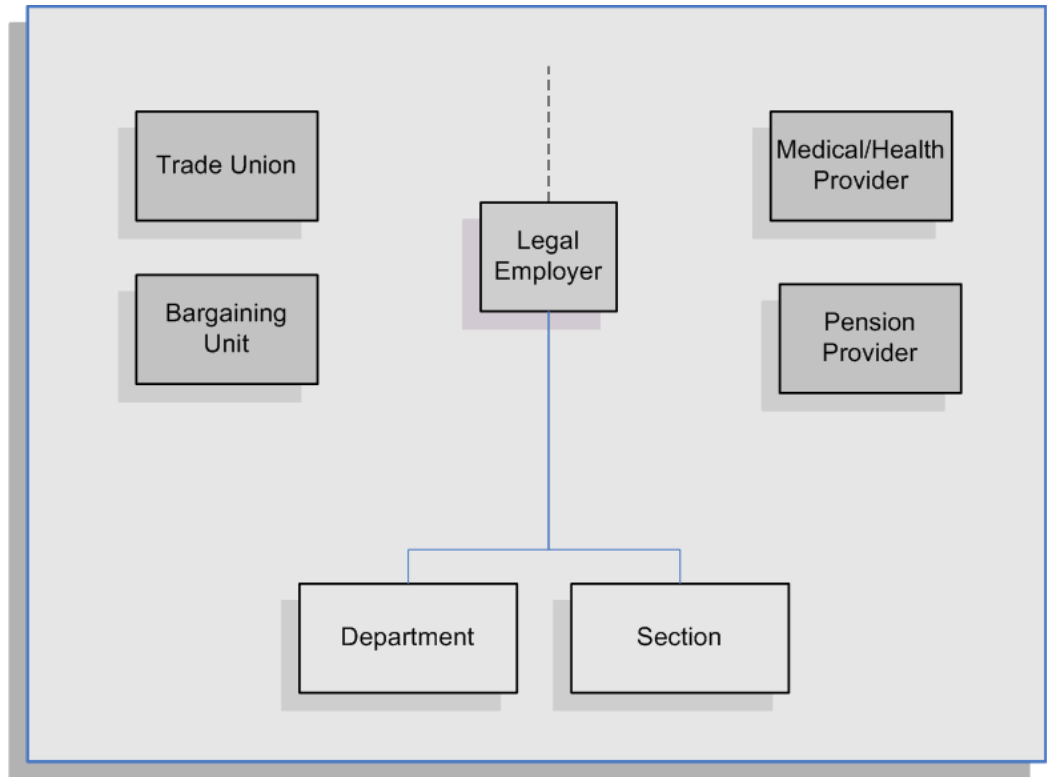 Trade Union
Medical/Health
Provider
Legal
Employer
Bargaining
Unit
Pension
Provider
Department
Section